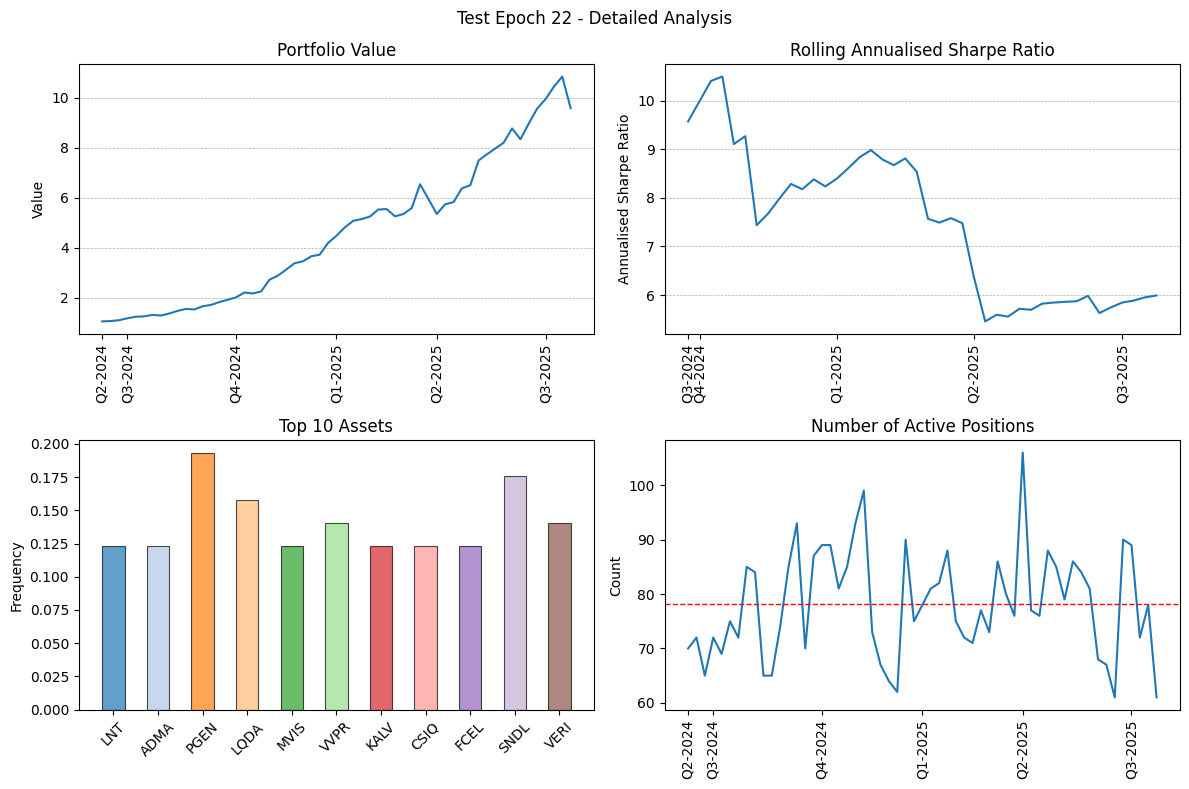 Test Epoch 22 - Detailed Analysis
Portfolio Value
Value
10
8
6
4
2
Q2-2024
Q3-2024
Q4-2024
Q1-2025
Q2-2025
Q3-2025
Rolling Annualised Sharpe Ratio
Annualised Sharpe Ratio
10
9
8
7
6
Q3-2024
Q4-2024
Q1-2025
Q2-2025
Q3-2025
Top 10 Assets
Frequency
0.200
0.175
0.150
0.125
0.100
0.075
0.050
0.025
0.000
LNT
ADMA
PGEN
LQDA
MVIS
VVPR
KALV
CSIQ
FCEL
SNDL
VERI
Number of Active Positions
Count
100
90
80
70
60
Q2-2024
Q3-2024
Q4-2024
Q1-2025
Q2-2025
Q3-2025